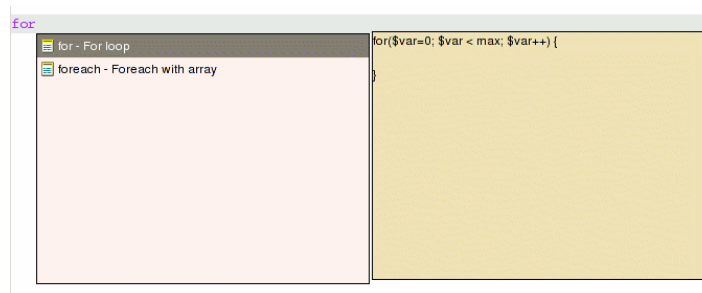 for
for - For loop
foreach - Foreach with array
for($var=0; $var < max; $var++) {
}